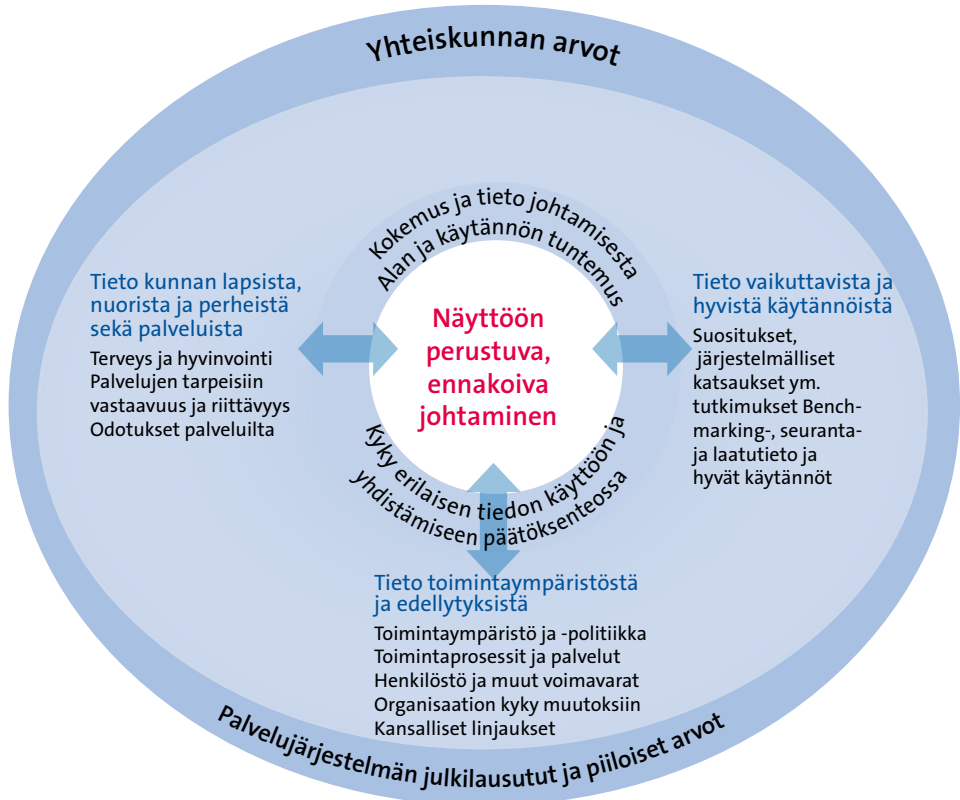 Yhteiskunnan arvot
Kokemus ja tieto johtamisesta
Alan ja käytännön tuntemus
Tieto kunnan lapsista,
nuorista ja perheistä
sekä palveluista
Terveys ja hyvinvointi
Palvelujen tarpeisiin
vastaavuus ja riittävyys
Odotukset palveluilta
Näyttöön
perustuva,
ennakoiva
johtaminen
Tieto vaikuttavista ja
hyvistä käytännöistä
Suositukset,
järjestelmälliset
katsaukset ym.
tutkimukset Bench-
marking-, seuranta-
ja laatutieto ja
hyvät käytännöt
Kyky erilaisen tiedon käyttöön ja
yhdistämiseen päätöksenteossa
Tieto toimintaympäristöstä
ja edellytyksistä
Toimintaympäristö ja -politiikka
Toimintaprosessit ja palvelut
Henkilöstö ja muut voimavarat
Organisaation kyky muutoksiin
Kansalliset linjaukset
Palvelujärjestelmän julkilausutut ja piiloiset arvot